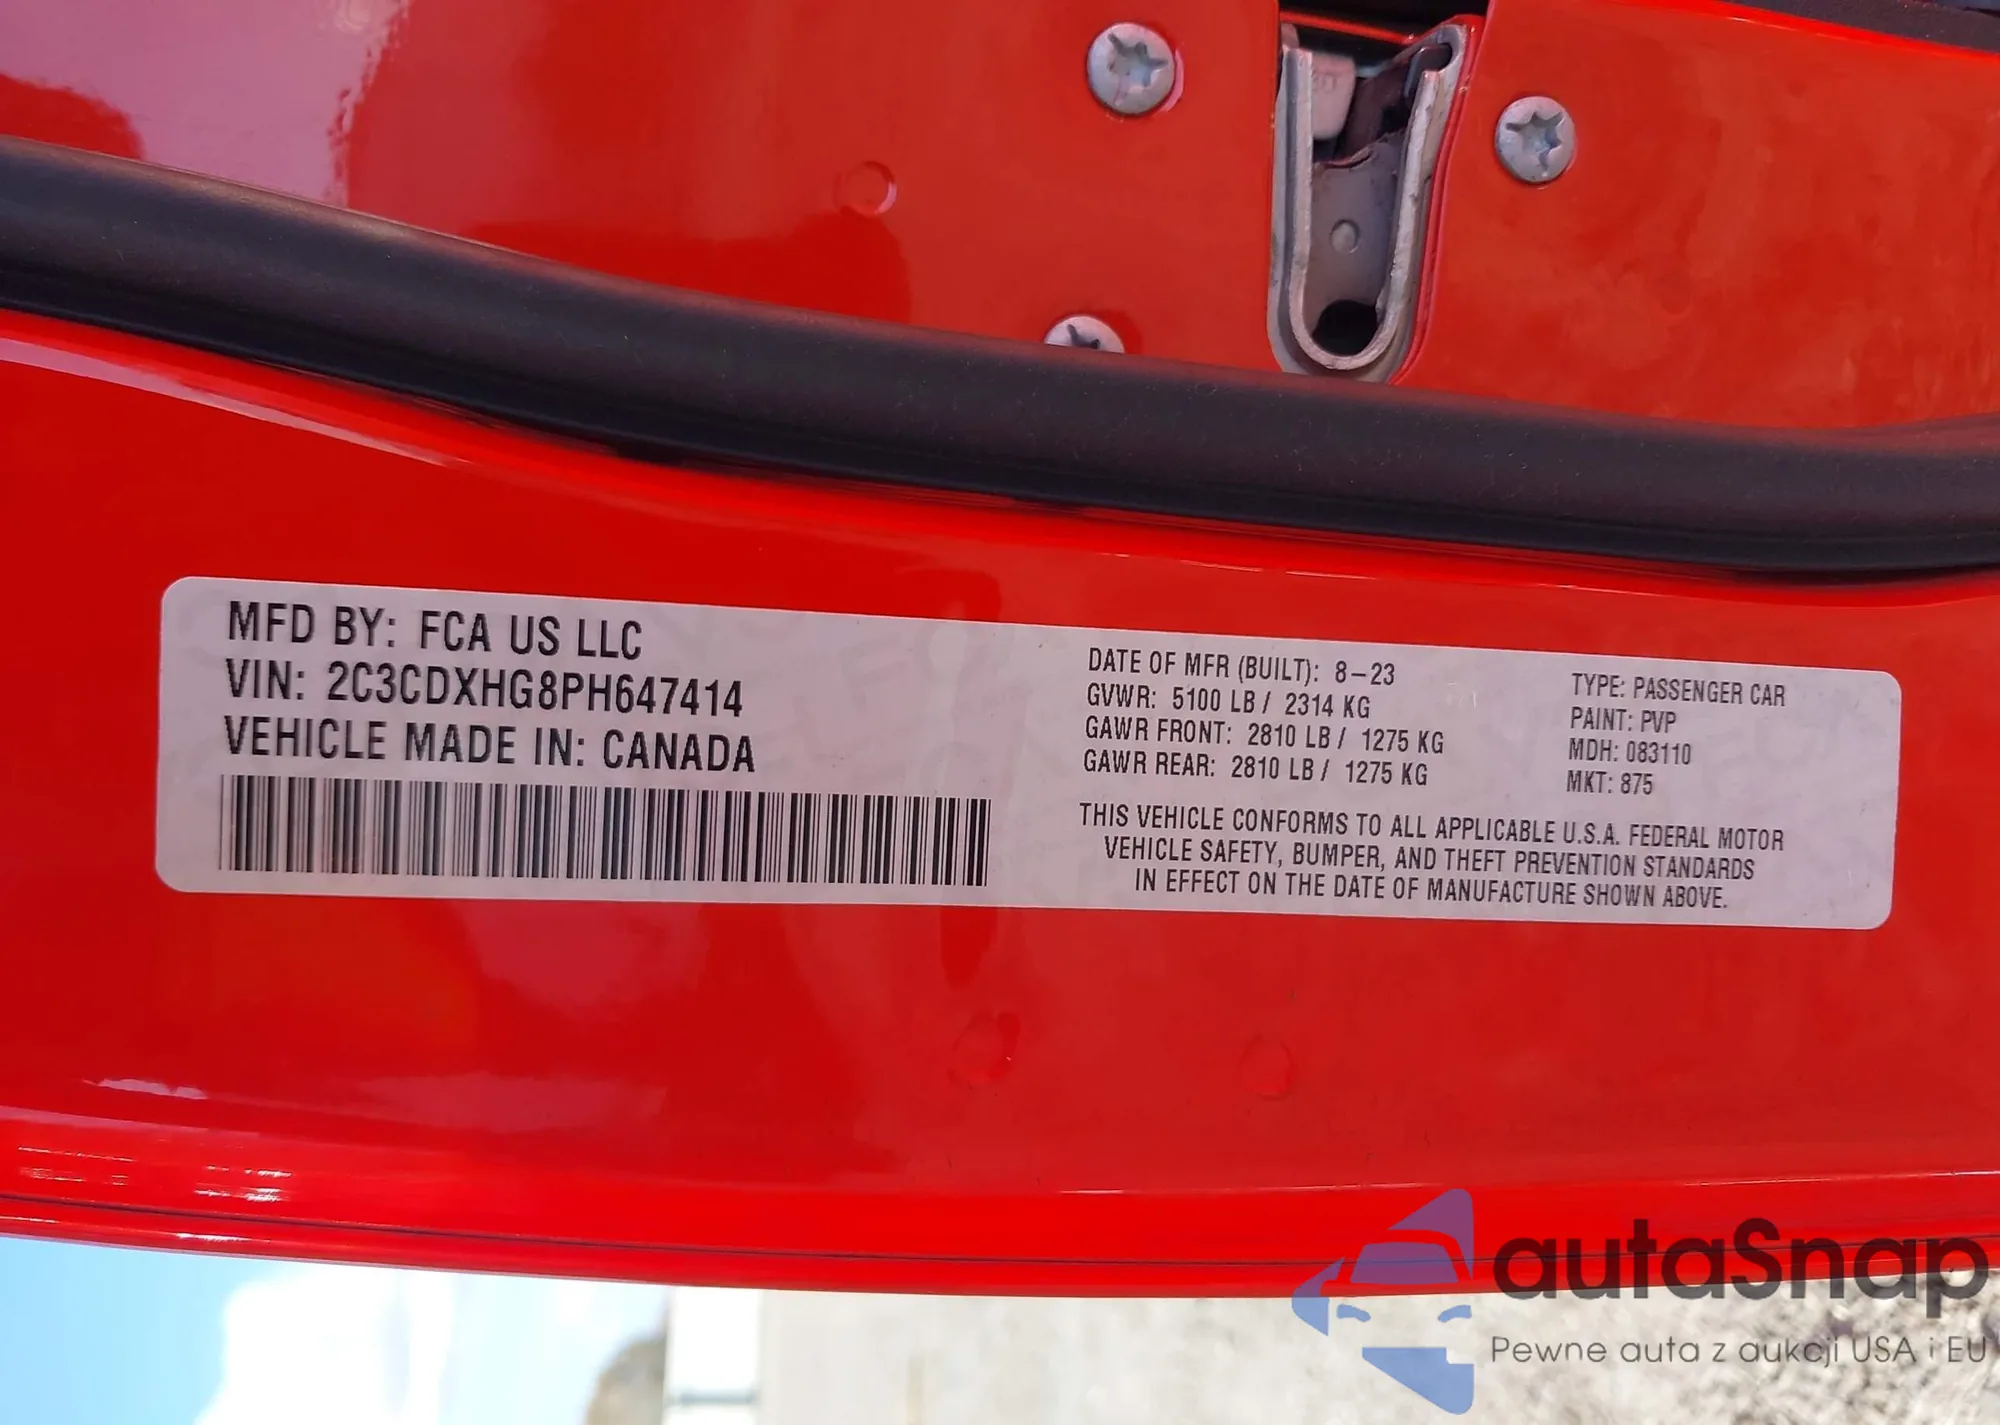 MFD BY: FCA US LLC
VIN: 2C3CDXHG8PH647414
VEHICLE MADE IN: CANADA
DATE OF MFR (BUILT): 8-23
GVWR: 5100 LB / 2314 KG
GAWR FRONT: 2810 LB / 1275 KG
GAWR REAR: 2810 LB / 1275 KG
TYPE: PASSENGER CAR
PAINT: PVP
MDH: 083110
MKT: 875
THIS VEHICLE CONFORMS TO ALL APPLICABLE U.S.A. FEDERAL MOTOR
VEHICLE SAFETY, BUMPER, AND THEFT PREVENTION STANDARDS
IN EFFECT ON THE DATE OF MANUFACTURE SHOWN ABOVE.
autaSnap
Pewne auta z aukcji USA i EU